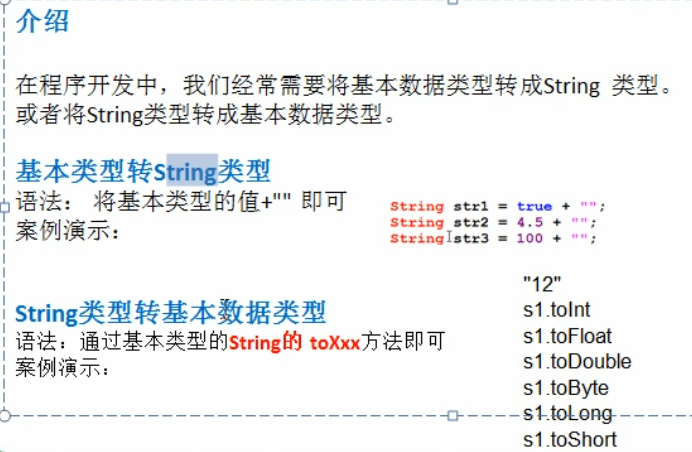 介绍
在程序开发中，我们经常需要将基本数据类型转成String 类型。
或者将String类型转成基本数据类型。
基本类型转String类型
语法： 将基本类型的值+"" 即可
案例演示：
String str1 = true + "";
String str2 = 4.5 + "";
String str3 = 100 + "";
String类型转基本数据类型
语法：通过基本类型的String的 toXxx方法即可
案例演示：
"12"
s1.toInt
s1.toFloat
s1.toDouble
s1.toByte
s1.toLong
s1.toShort